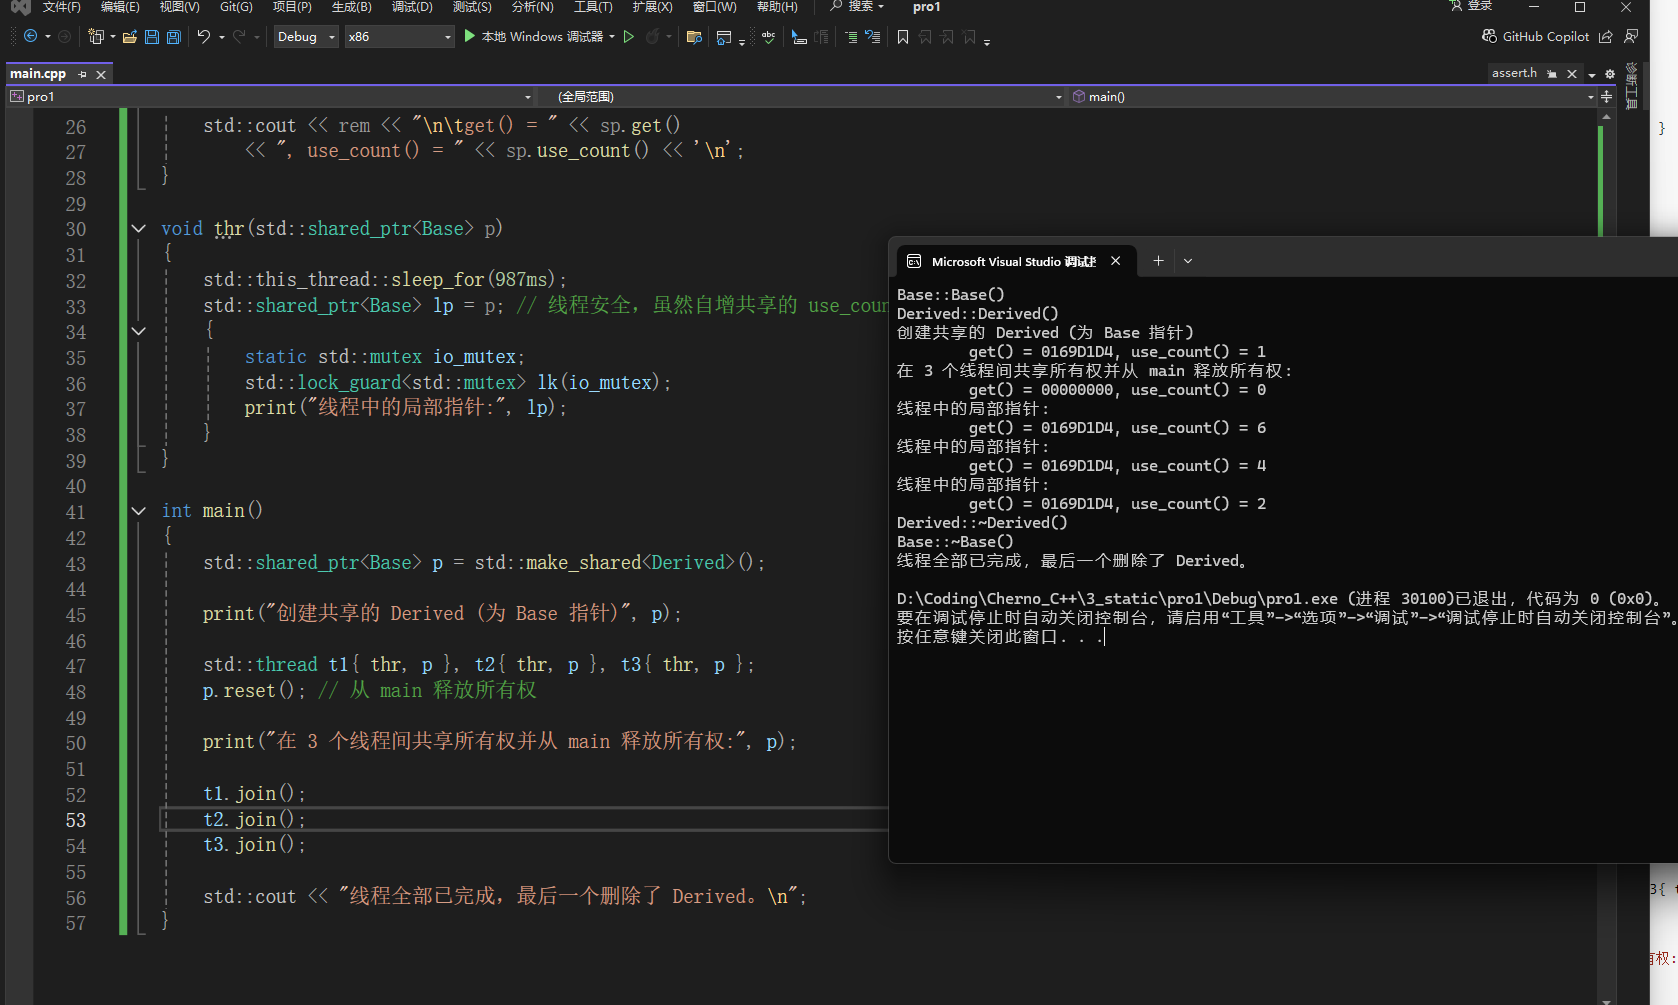 文件(F) 编辑(E) 视图(V) Git(G) 项目(P) 生成(B) 调试(D) 测试(S) 分析(N) 工具(T) 扩展(X) 窗口(W) 帮助(H) 搜索 pro1 登录
Debug x86 本地 Windows 调试器 abc GitHub Copilot
main.cpp assert.h
pro1 (全局范围) main()
诊断工具
26 std::cout << rem << "\n\tget() = " << sp.get()
27 << ", use_count() = " << sp.use_count() << '\n';
28 }
29
30 void thr(std::shared_ptr<Base> p)
31 {
32 std::this_thread::sleep_for(987ms);
33 std::shared_ptr<Base> lp = p; // 线程安全，虽然自增共享的 use_coun
34 {
35 static std::mutex io_mutex;
36 std::lock_guard<std::mutex> lk(io_mutex);
37 print("线程中的局部指针:", lp);
38 }
39 }
40
41 int main()
42 {
43 std::shared_ptr<Base> p = std::make_shared<Derived>();
44
45 print("创建共享的 Derived (为 Base 指针)", p);
46
47 std::thread t1{ thr, p }, t2{ thr, p }, t3{ thr, p };
48 p.reset(); // 从 main 释放所有权
49
50 print("在 3 个线程间共享所有权并从 main 释放所有权:", p);
51
52 t1.join();
53 t2.join();
54 t3.join();
55
56 std::cout << "线程全部已完成，最后一个删除了 Derived。\n";
57 }
Microsoft Visual Studio 调试
Base::Base()
Derived::Derived()
创建共享的 Derived (为 Base 指针)
get() = 0169D1D4, use_count() = 1
在 3 个线程间共享所有权并从 main 释放所有权:
get() = 00000000, use_count() = 0
线程中的局部指针:
get() = 0169D1D4, use_count() = 6
线程中的局部指针:
get() = 0169D1D4, use_count() = 4
线程中的局部指针:
get() = 0169D1D4, use_count() = 2
Derived::~Derived()
Base::~Base()
线程全部已完成，最后一个删除了 Derived。
D:\Coding\Cherno_C++\3_static\pro1\Debug\pro1.exe (进程 30100)已退出，代码为 0 (0x0)。
要在调试停止时自动关闭控制台，请启用“工具”->“选项”->“调试”->“调试停止时自动关闭控制台”。
按任意键关闭此窗口. . .
}
3{ t
有权: